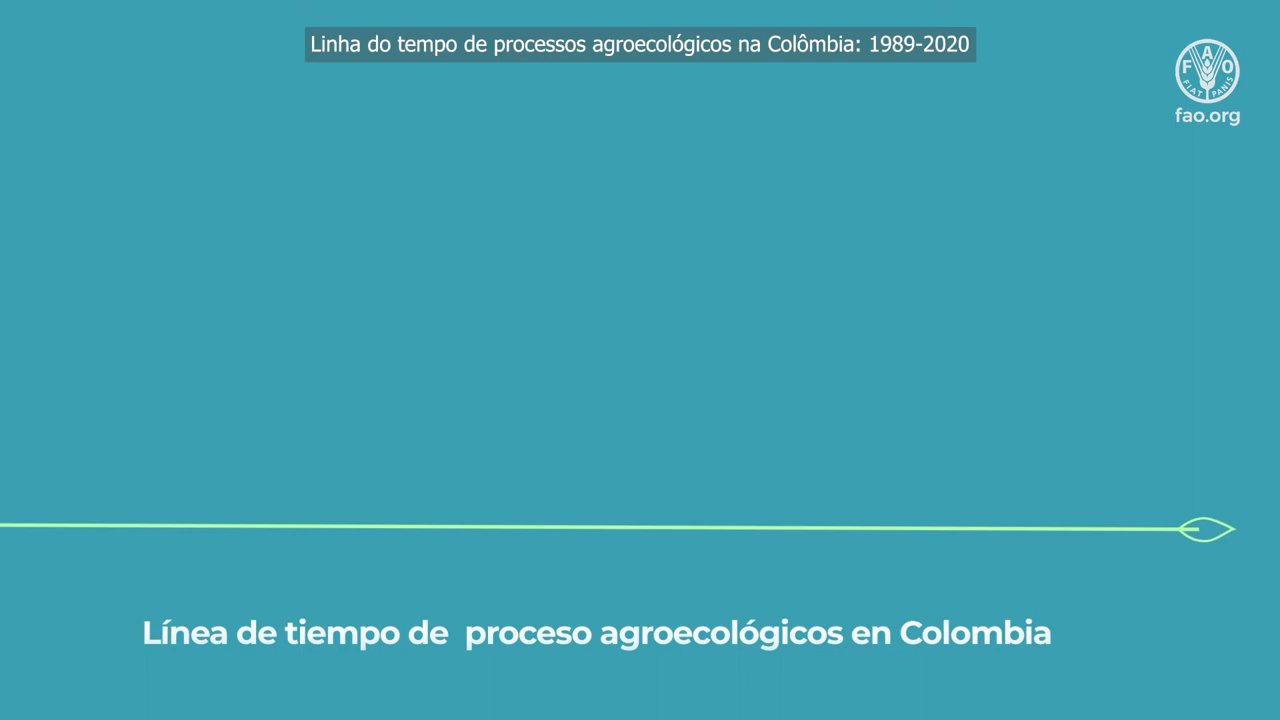 Linha do tempo de processos agroecológicos na Colômbia: 1989-2020
F A O
FIAT PANIS
fao.org
Línea de tiempo de proceso agroecológicos en Colombia